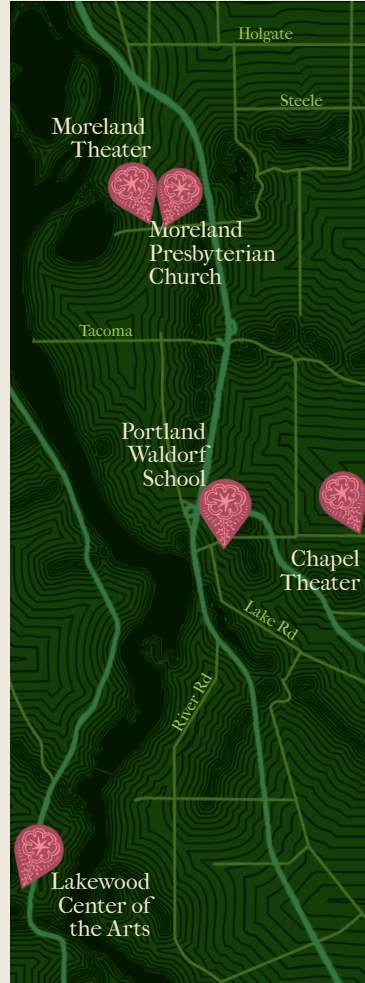 Holgate
Steele
Moreland
Theater
Moreland
Presbyterian
Church
Tacoma
Portland
Waldorf
School
Chapel
Theater
Lake Rd
River Rd
Lakewood
Center of
the Arts